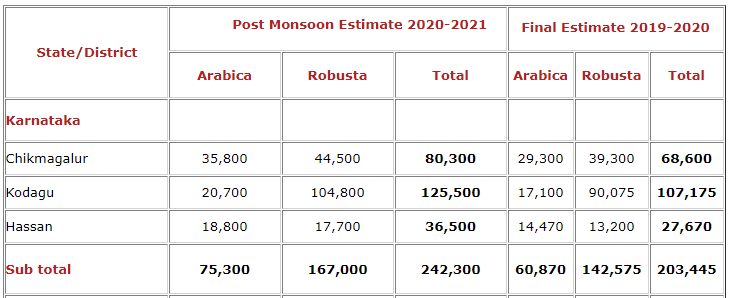 State/District Post Monsoon Estimate 2020-2021 Final Estimate 2019-2020
Arabica Robusta Total Arabica Robusta Total
Karnataka
Chikmagalur 35,800 44,500 80,300 29,300 39,300 68,600
Kodagu 20,700 104,800 125,500 17,100 90,075 107,175
Hassan 18,800 17,700 36,500 14,470 13,200 27,670
Sub total 75,300 167,000 242,300 60,870 142,575 203,445